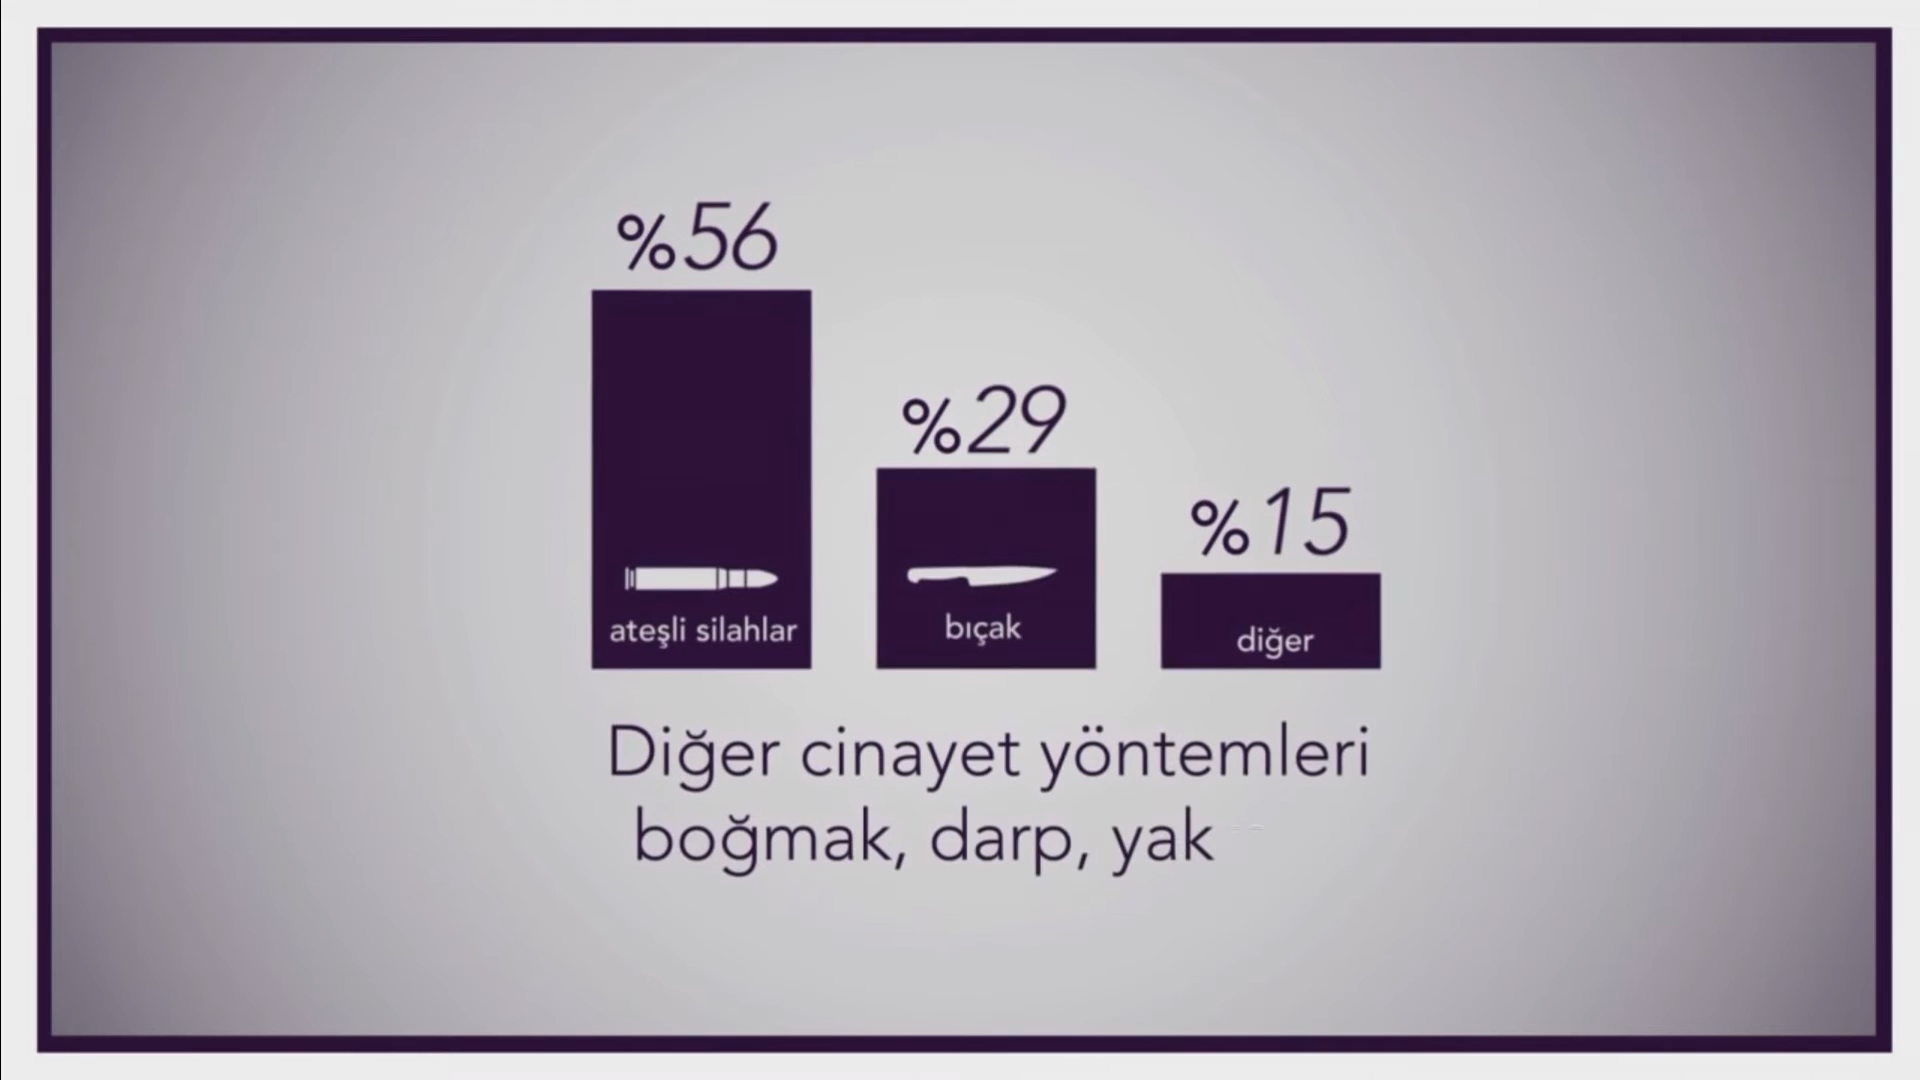 %56
%29
%15
ateşli silahlar
bıçak
diğer
Diğer cinayet yöntemleri
boğmak, darp, yak